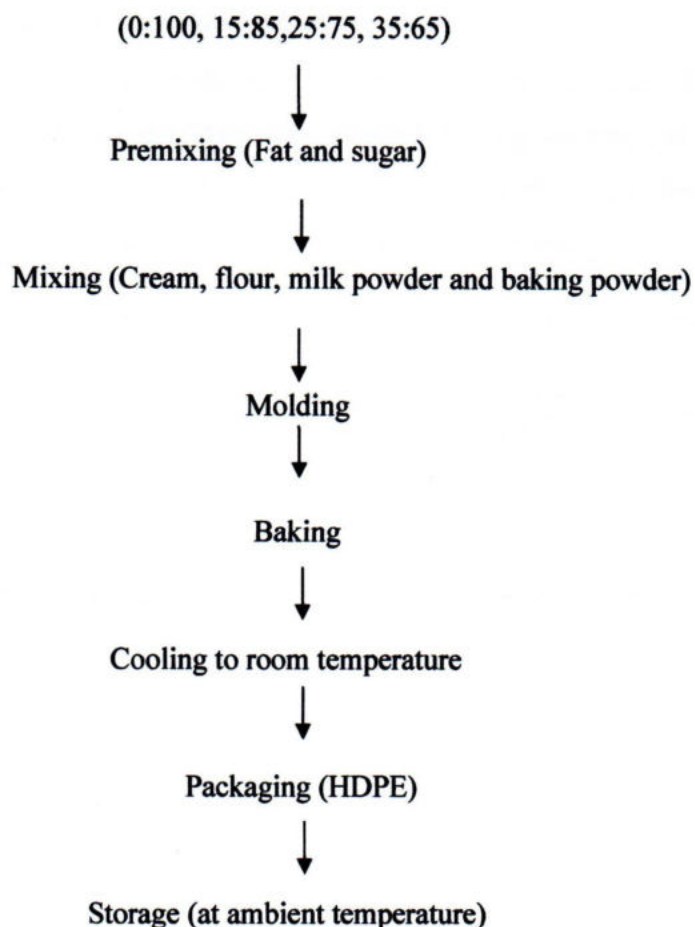 (0:100, 15:85,25:75, 35:65)
Premixing (Fat and sugar)
Mixing (Cream, flour, milk powder and baking powder)
Molding
Baking
Cooling to room temperature
Packaging (HDPE)
Storage (at ambient temperature)